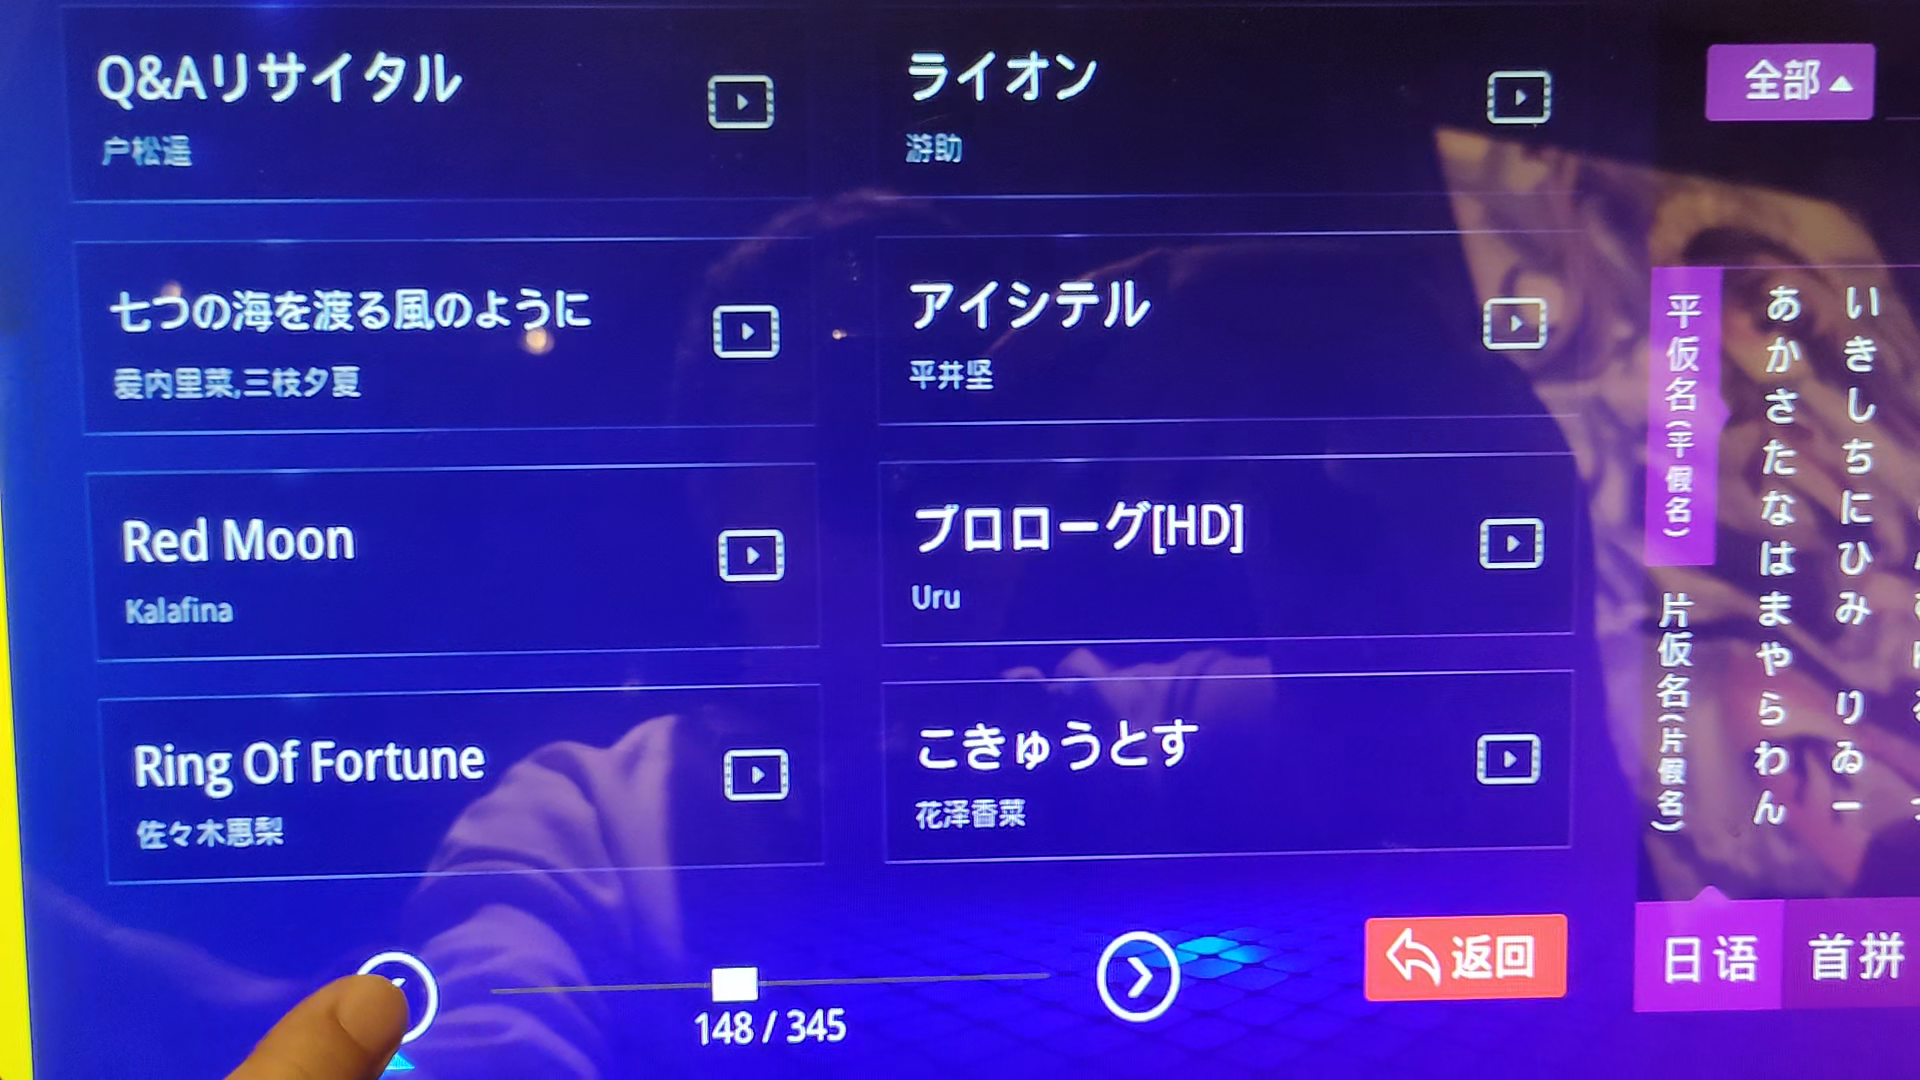 Q&Aリサイタル
户松遥
ライオン
游助
七つの海を渡る風のように
爱内里菜,三枝夕夏
アイシテル
平井坚
Red Moon
Kalafina
プロローグ[HD]
Uru
Ring Of Fortune
佐々木惠梨
こきゅうとす
花泽香菜
148 / 345
返回
全部
平仮名(平假名)
片仮名(片假名)
あかさたなはまやらわん
いきしちにひみ りゐー
日语
首拼